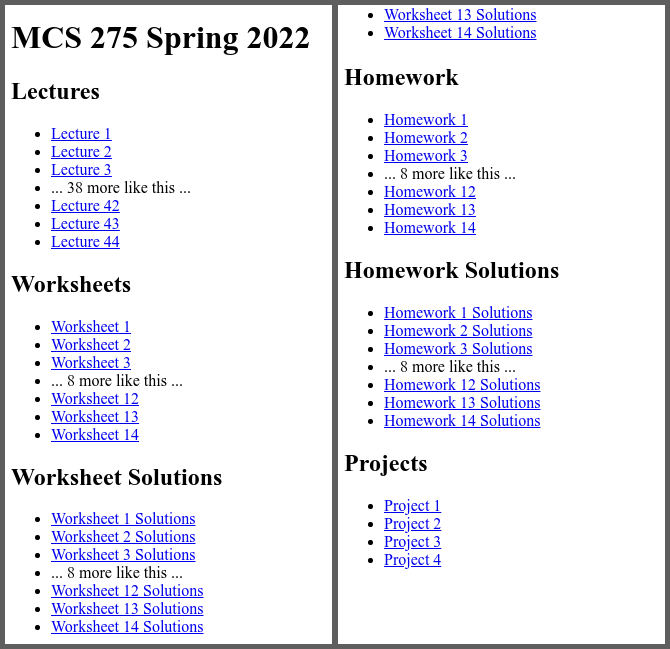 MCS 275 Spring 2022
Lectures
Lecture 1
Lecture 2
Lecture 3
... 38 more like this ...
Lecture 42
Lecture 43
Lecture 44
Worksheets
Worksheet 1
Worksheet 2
Worksheet 3
... 8 more like this ...
Worksheet 12
Worksheet 13
Worksheet 14
Worksheet Solutions
Worksheet 1 Solutions
Worksheet 2 Solutions
Worksheet 3 Solutions
... 8 more like this ...
Worksheet 12 Solutions
Worksheet 13 Solutions
Worksheet 14 Solutions
Worksheet 13 Solutions
Worksheet 14 Solutions
Homework
Homework 1
Homework 2
Homework 3
... 8 more like this ...
Homework 12
Homework 13
Homework 14
Homework Solutions
Homework 1 Solutions
Homework 2 Solutions
Homework 3 Solutions
... 8 more like this ...
Homework 12 Solutions
Homework 13 Solutions
Homework 14 Solutions
Projects
Project 1
Project 2
Project 3
Project 4